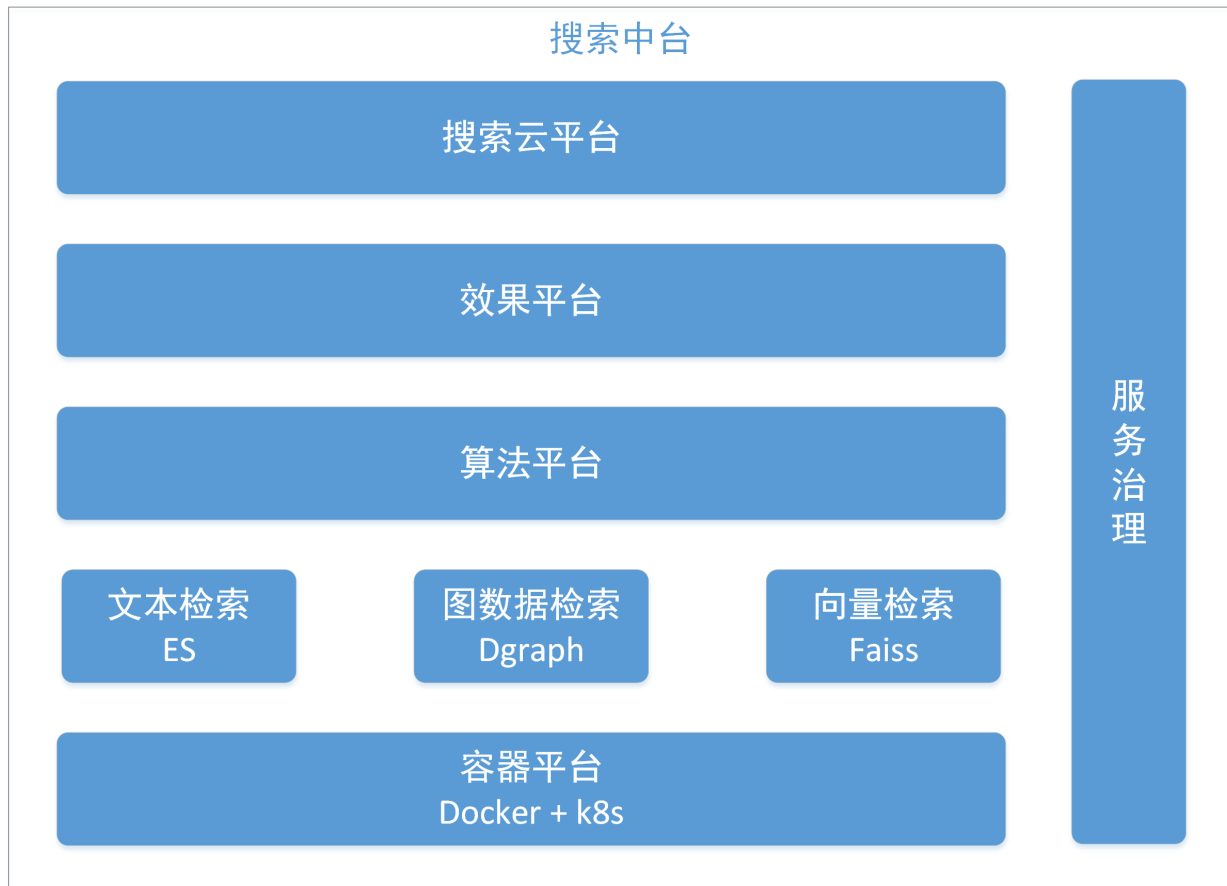 搜索中台
搜索云平台
效果平台
算法平台
文本检索
ES
图数据检索
Dgraph
向量检索
Faiss
容器平台
Docker + k8s
服务治理